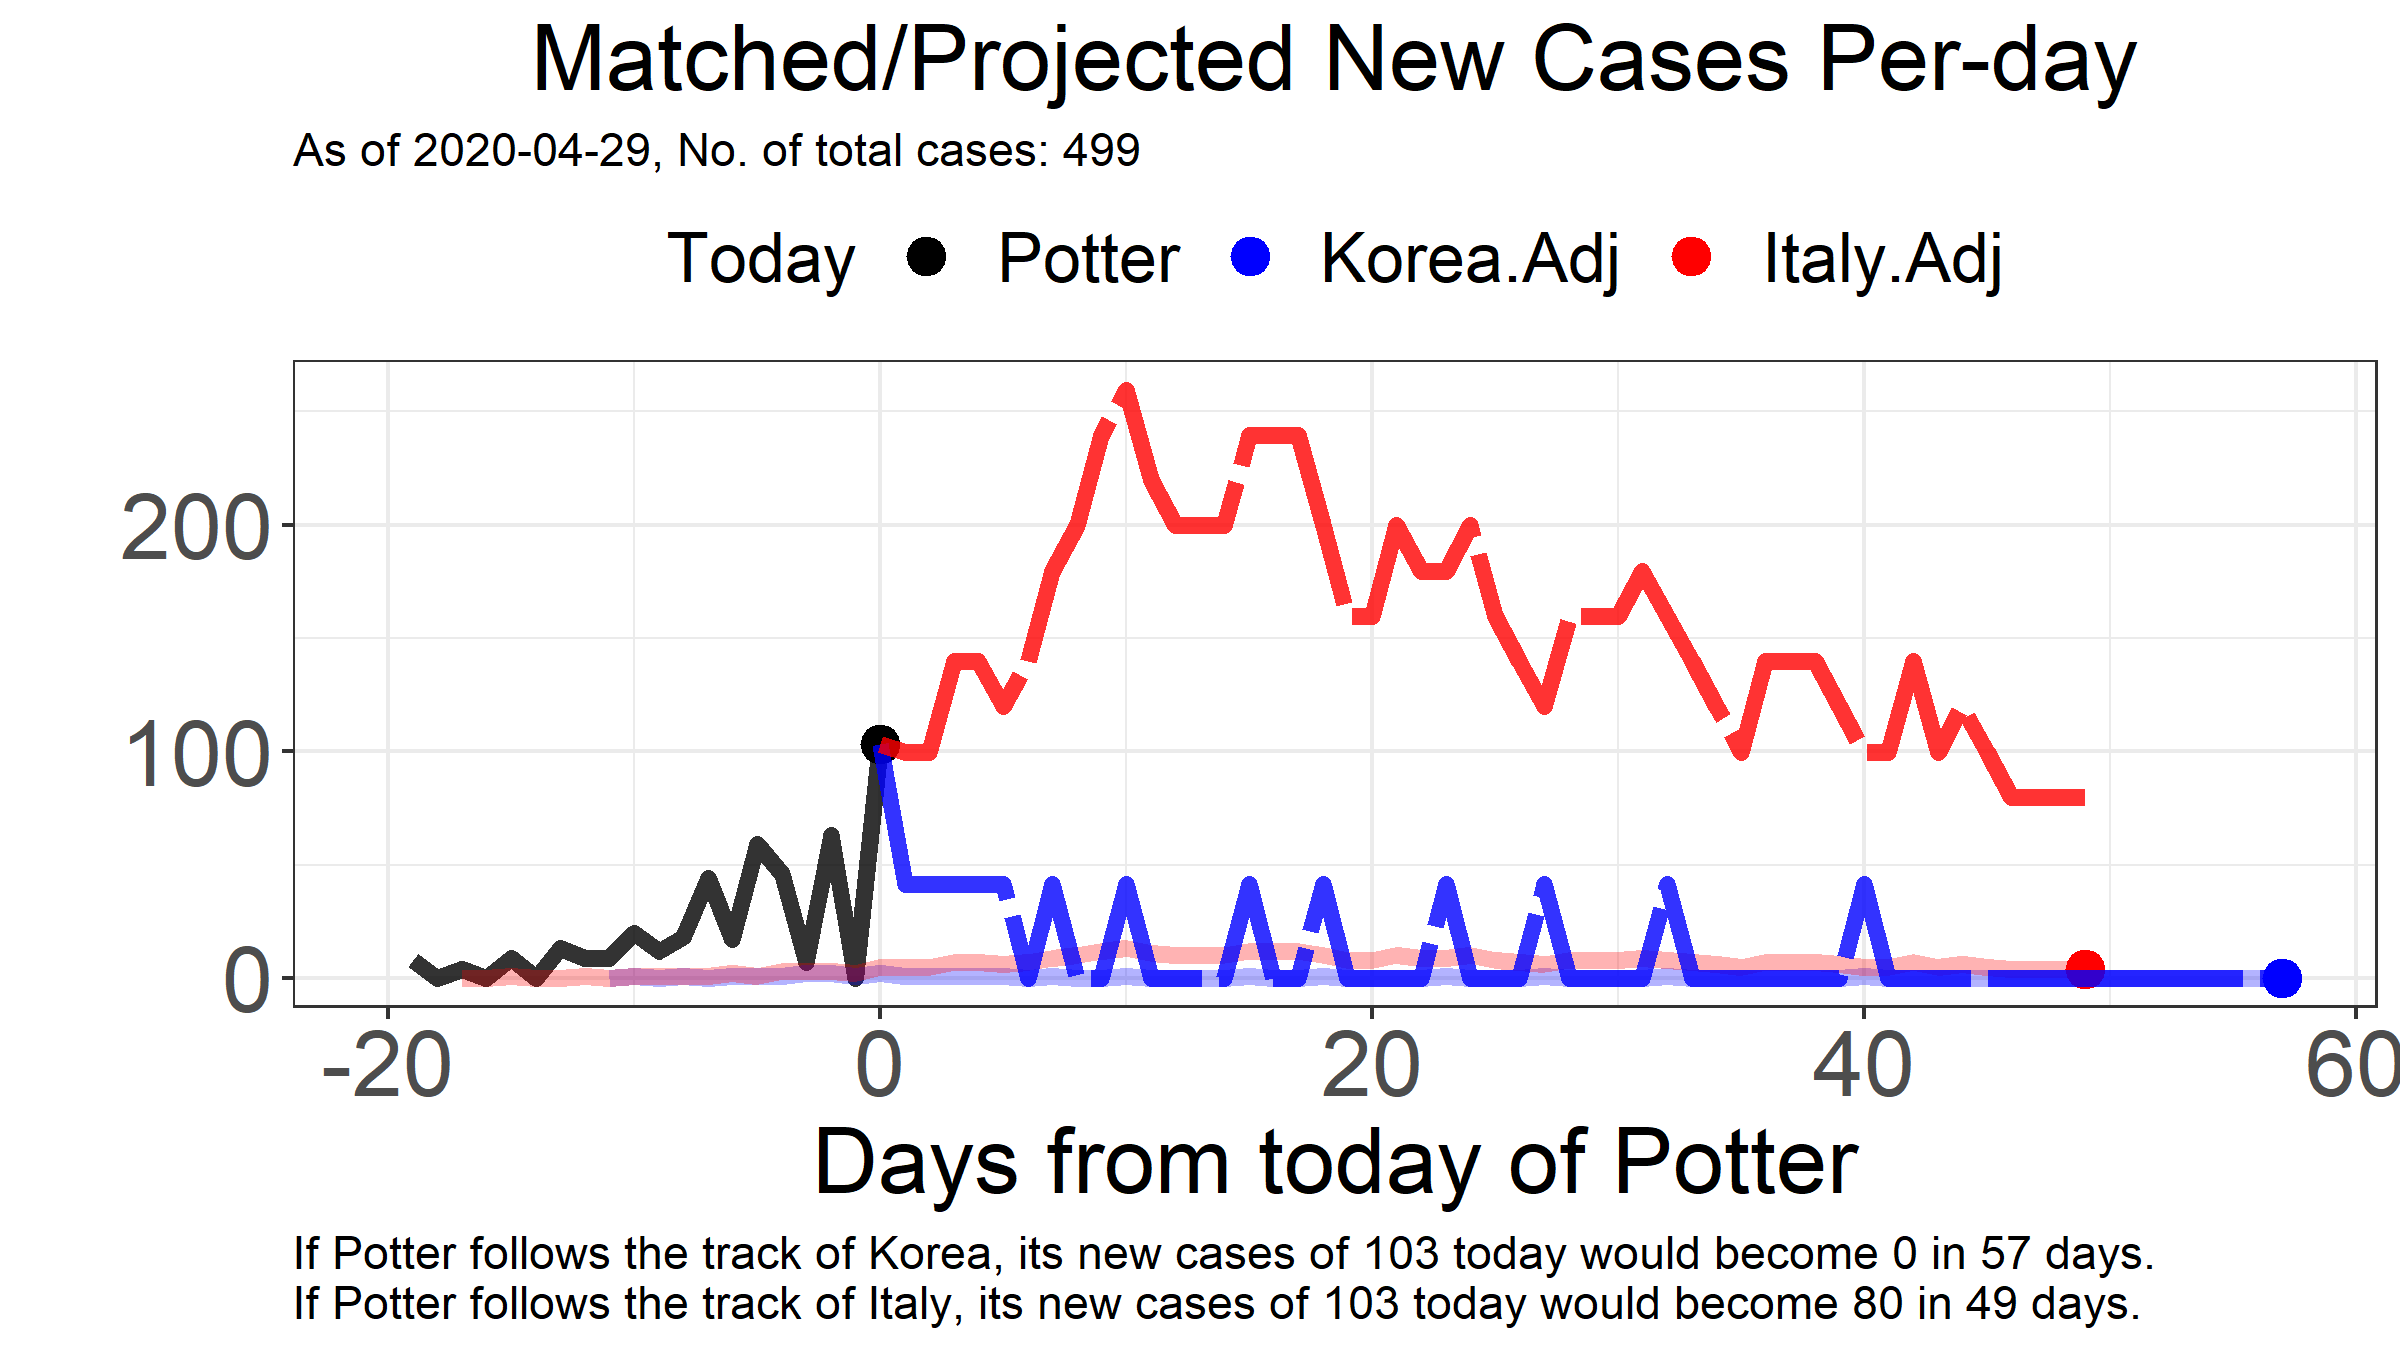 Matched/Projected New Cases Per-day
As of 2020-04-29, No. of total cases: 499
Today Potter Korea.Adj Italy.Adj
200
100
0
-20 0 20 40 60
Days from today of Potter
If Potter follows the track of Korea, its new cases of 103 today would become 0 in 57 days.
If Potter follows the track of Italy, its new cases of 103 today would become 80 in 49 days.